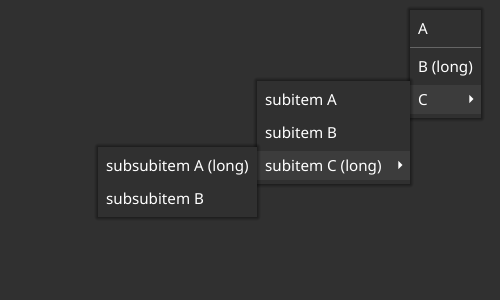 A
B (long)
C
subitem A
subitem B
subitem C (long)
subsubitem A (long)
subsubitem B